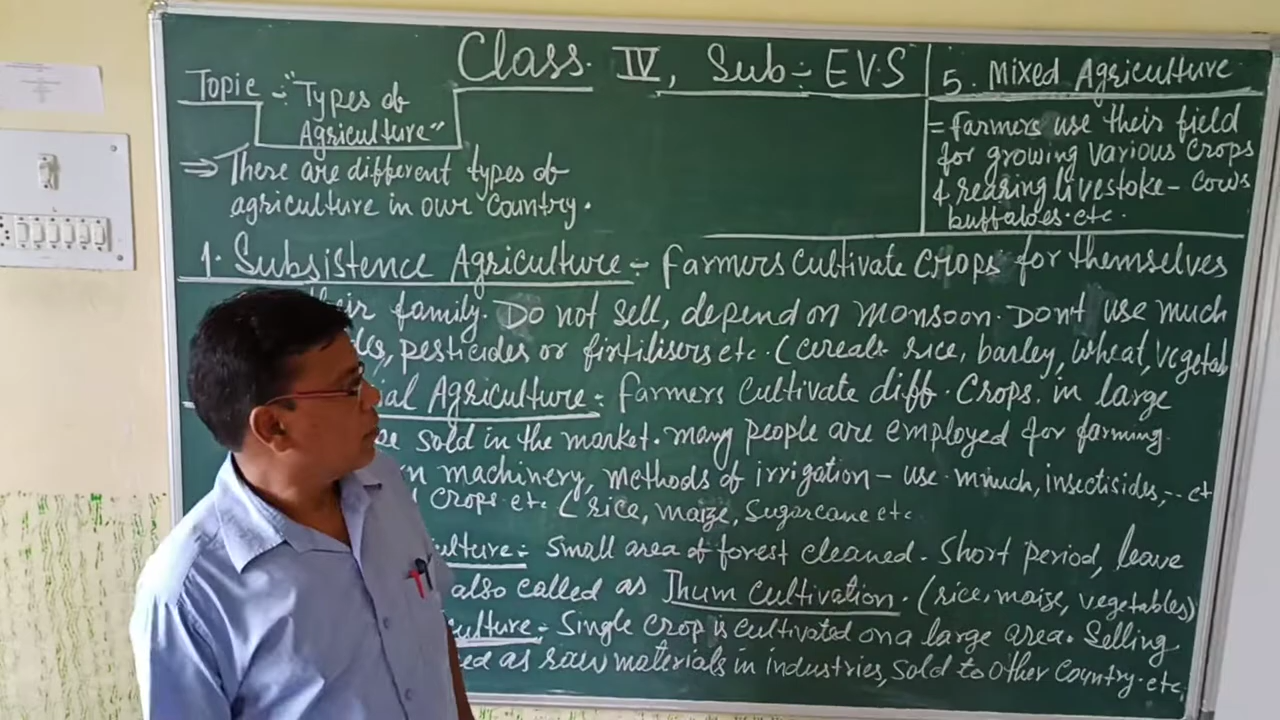 Class. IV, Sub:- E.V.S
Topic :- "Types of
Agriculture"
⇒ There are different types of
agriculture in our Country.
5. Mixed Agriculture
= Farmers use their field
for growing various crops
& rearing livestoke - cows
buffaloes. etc.
1. Subsistence Agriculture :- Farmers Cultivate Crops for themselves
their family. Do not sell, depend on monsoon. Don't use much
pesticides or firtilisers etc. (cereals. rice, barley, wheat, vegetab
ial Agriculture :- Farmers Cultivate diff. Crops. in large
sold in the market. many people are employed for farming.
machinery, methods of irrigation - use much, insectisides, -- et
crops etc. (rice, maize, Sugarcane etc
ulture :- Small area of forest cleaned. Short period, leave
also called as Jhum Cultivation. (rice, maize, vegetables)
culture :- Single crop is cultivated on a large area. Selling
ed as raw materials in industries, sold to other Country. etc.